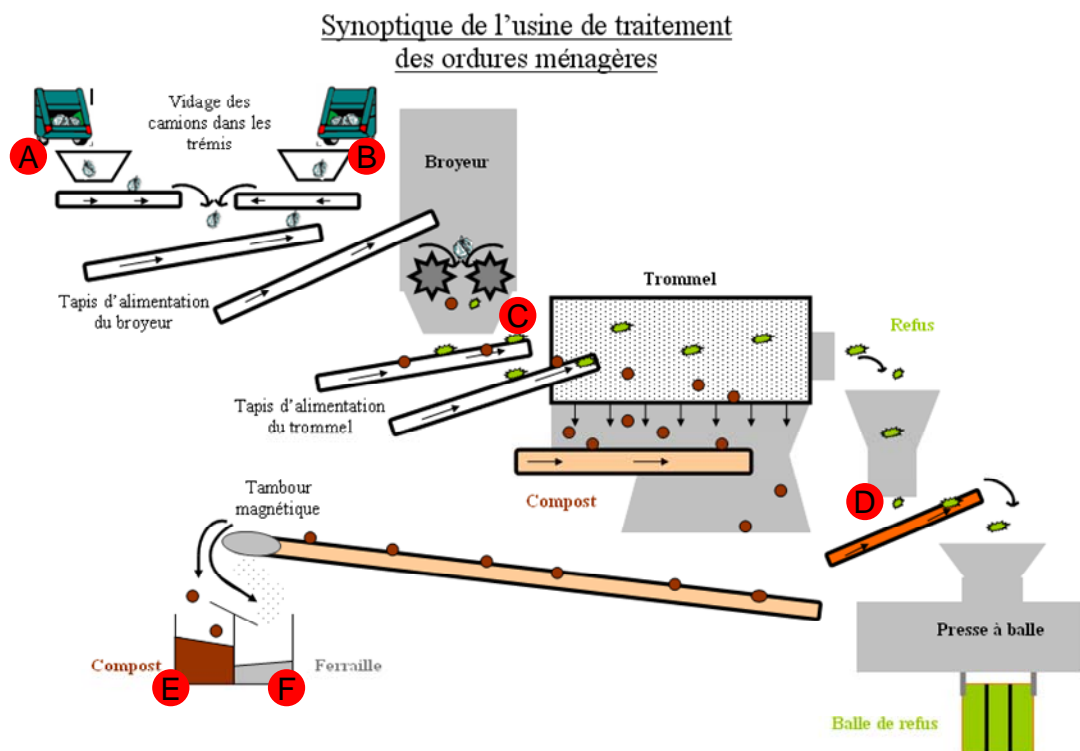 Synoptique de l'usine de traitement
des ordures ménagères
Vidage des
camions dans les
trémis
A
B
Broyeur
Tapis d'alimentation
du broyeur
C
Trommel
Refus
Tapis d'alimentation
du trommel
Compost
D
Tambour
magnétique
Presse à balle
Compost
Ferraille
E
F
Balle de refus